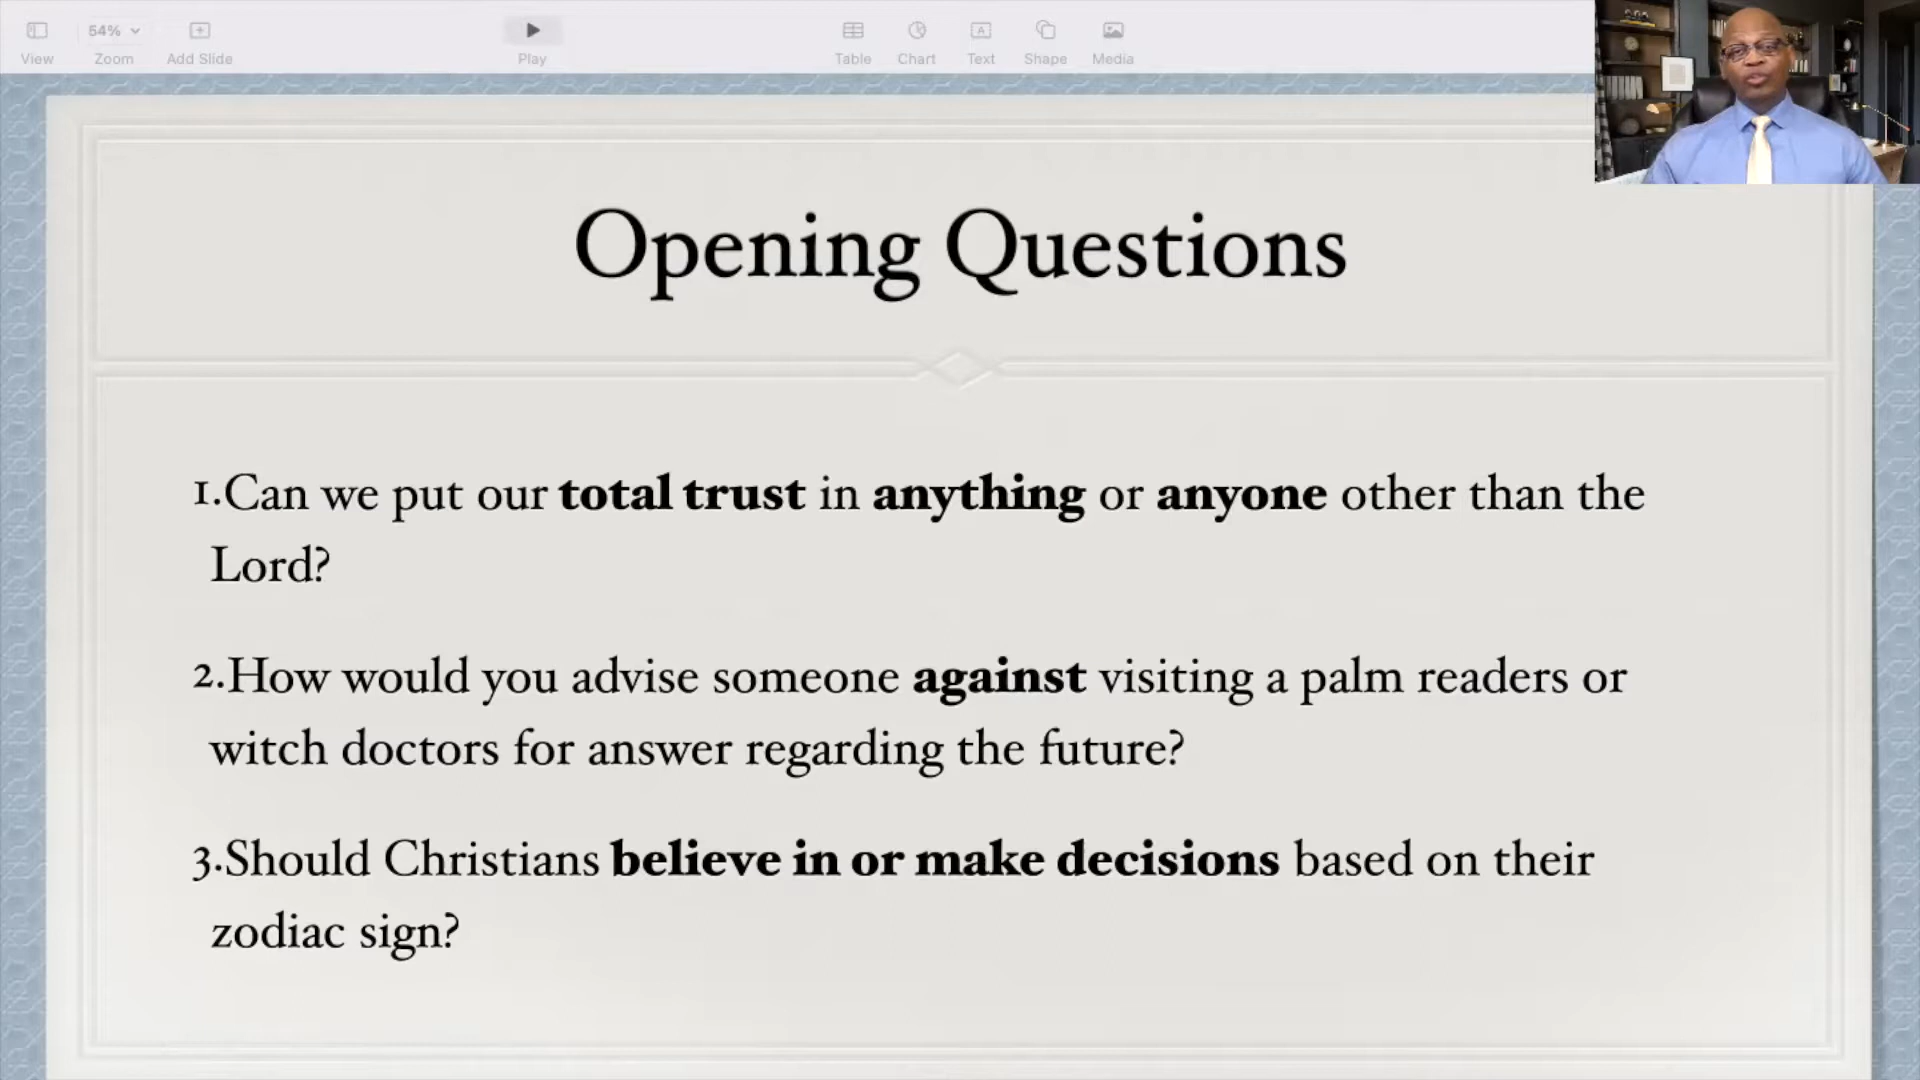 54%
View Zoom Add Slide Play Table Chart Text Shape Media
Opening Questions
1.Can we put our total trust in anything or anyone other than the
Lord?
2.How would you advise someone against visiting a palm readers or
witch doctors for answer regarding the future?
3.Should Christians believe in or make decisions based on their
zodiac sign?